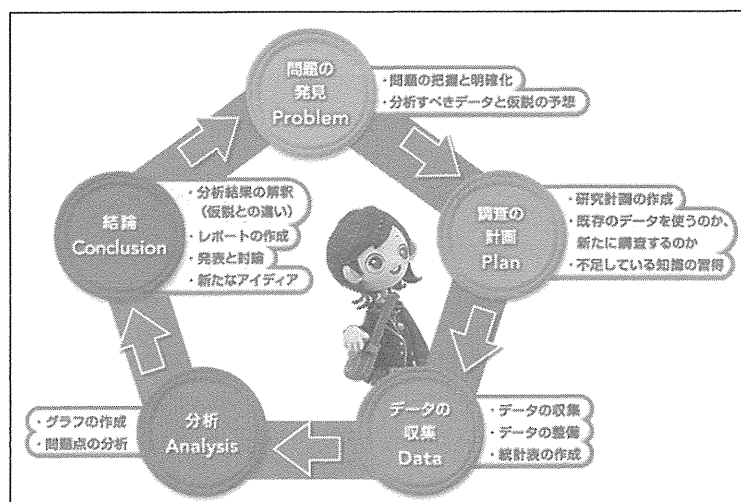 問題の
発見
Problem
・問題の把握と明確化
・分析すべきデータと仮説の予想
調査の
計画
Plan
・研究計画の作成
・既存のデータを使うのか、
新たに調査するのか
・不足している知識の習得
データの
収集
Data
・データの収集
・データの整備
・統計表の作成
分析
Analysis
・グラフの作成
・問題点の分析
結論
Conclusion
・分析結果の解釈
（仮説との違い）
・レポートの作成
・発表と討論
・新たなアイディア